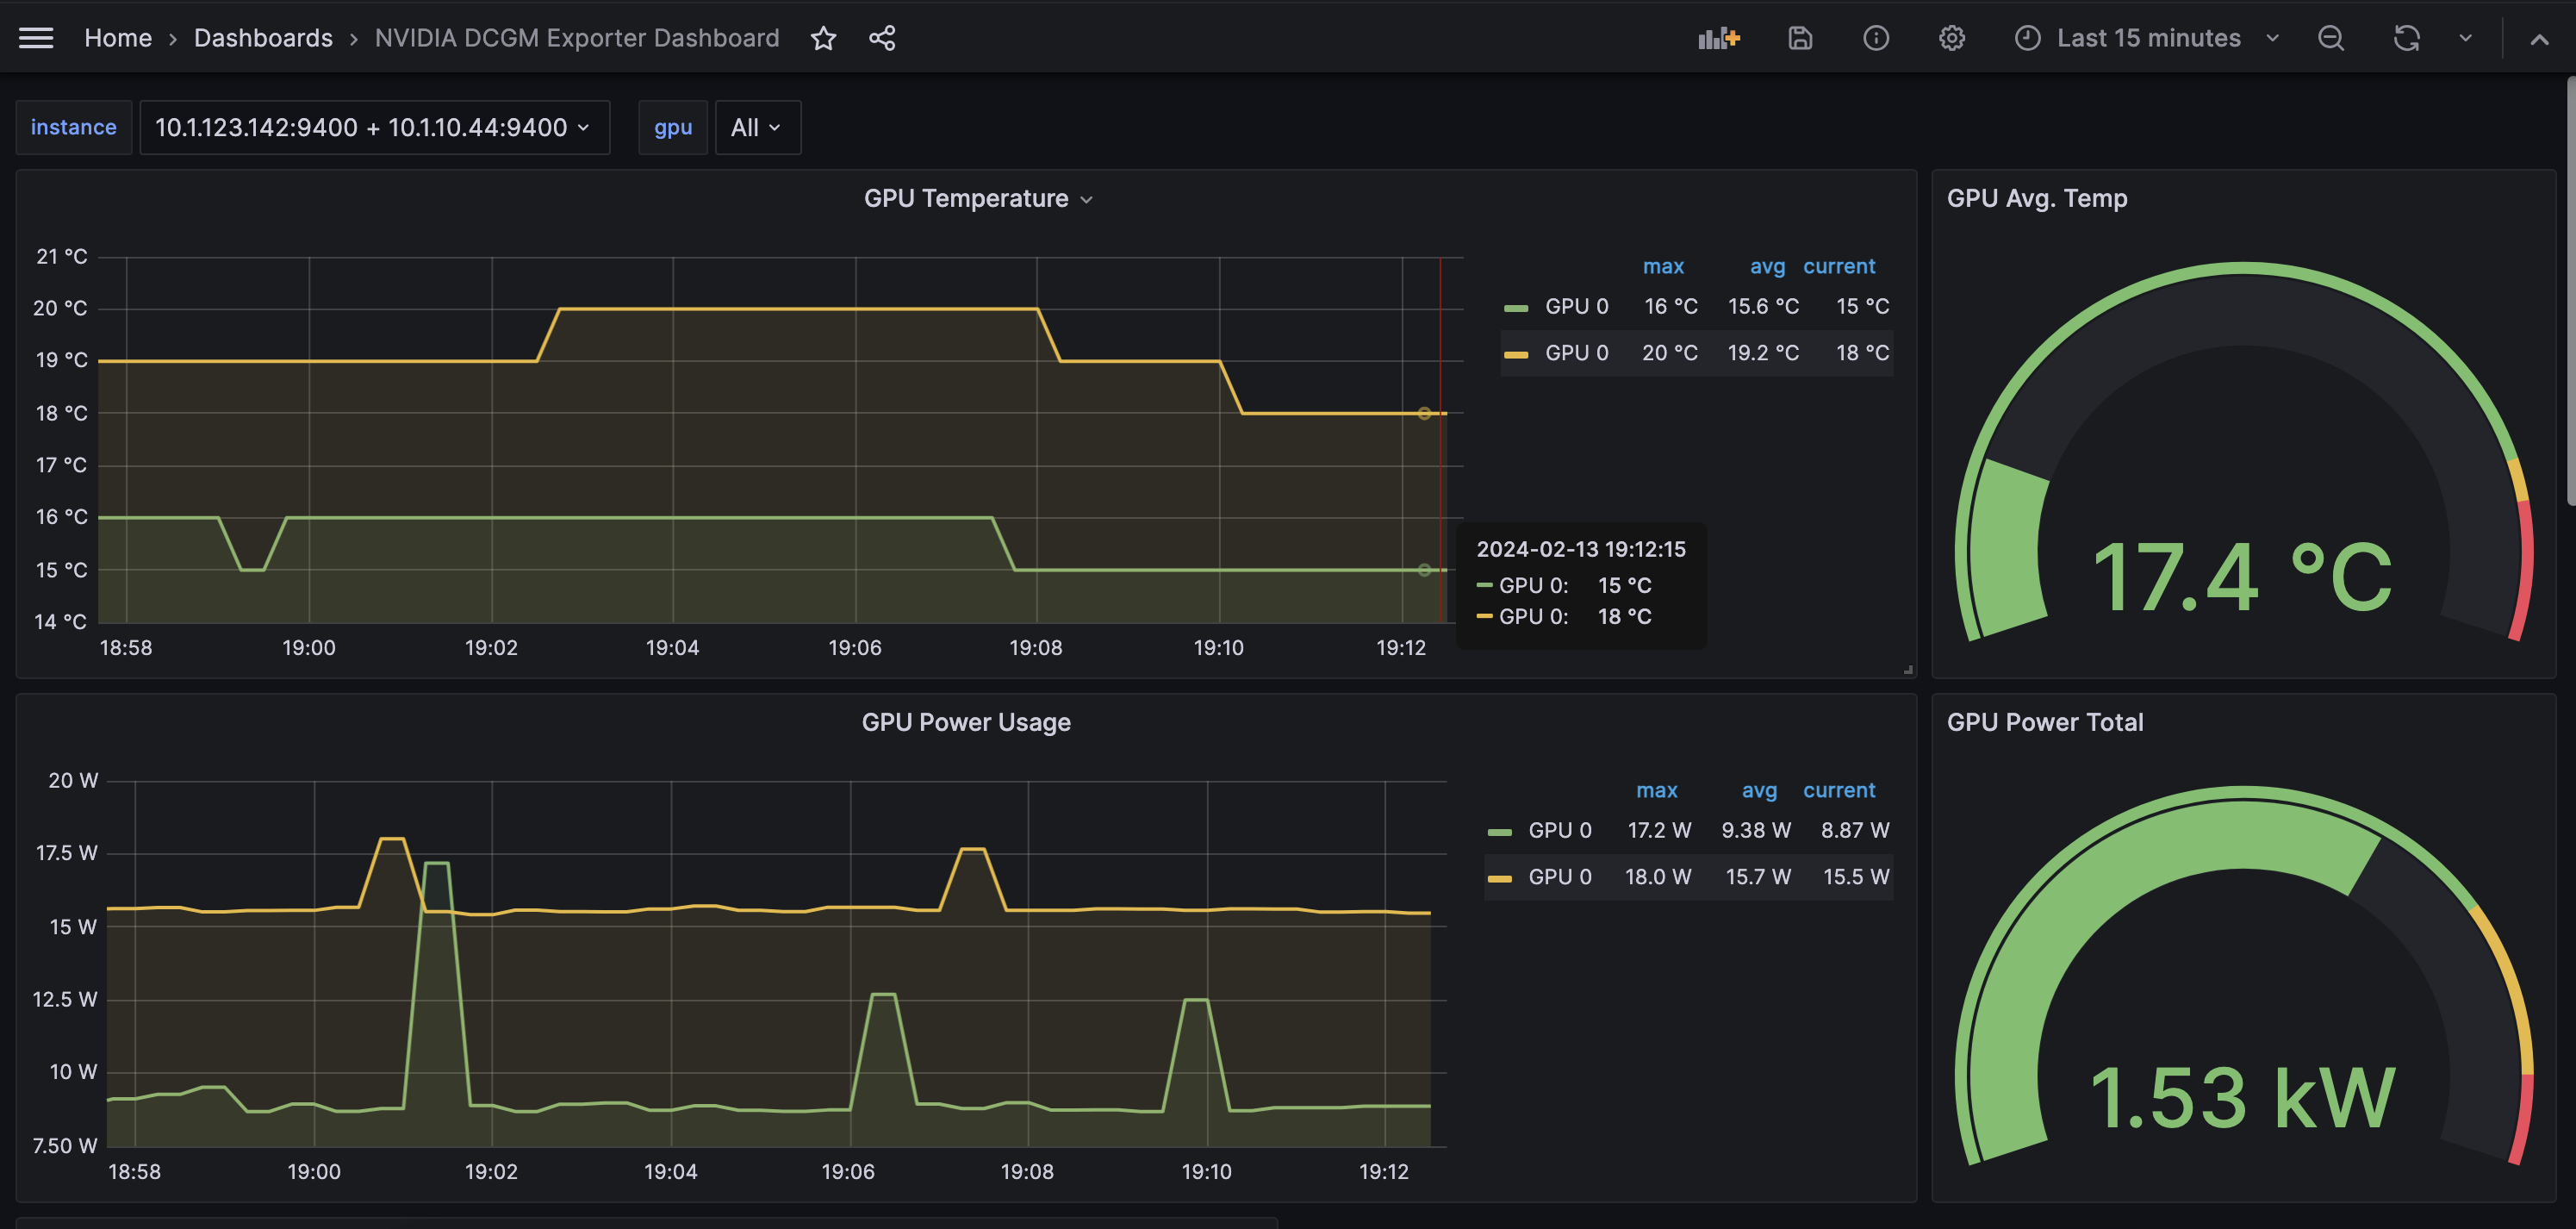 Home › Dashboards › NVIDIA DCGM Exporter Dashboard
Last 15 minutes
instance 10.1.123.142:9400 + 10.1.10.44:9400 gpu All
GPU Temperature
21 °C
20 °C
19 °C
18 °C
17 °C
16 °C
15 °C
14 °C
18:58 19:00 19:02 19:04 19:06 19:08 19:10 19:12
max avg current
GPU 0 16 °C 15.6 °C 15 °C
GPU 0 20 °C 19.2 °C 18 °C
2024-02-13 19:12:15
GPU 0: 15 °C
GPU 0: 18 °C
GPU Avg. Temp
17.4 °C
GPU Power Usage
20 W
17.5 W
15 W
12.5 W
10 W
7.50 W
18:58 19:00 19:02 19:04 19:06 19:08 19:10 19:12
max avg current
GPU 0 17.2 W 9.38 W 8.87 W
GPU 0 18.0 W 15.7 W 15.5 W
GPU Power Total
1.53 kW